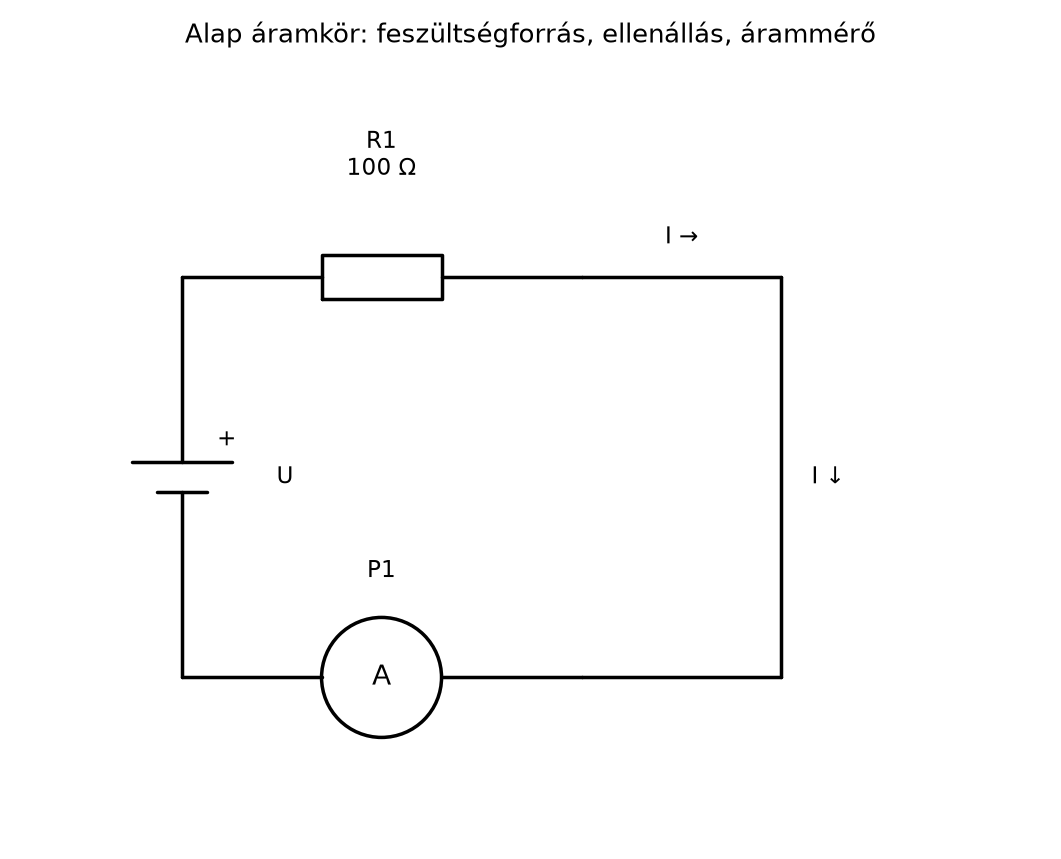 Alap áramkör: feszültségforrás, ellenállás, árammérő
R1
100 Ω
I →
+
U
I ↓
P1
A